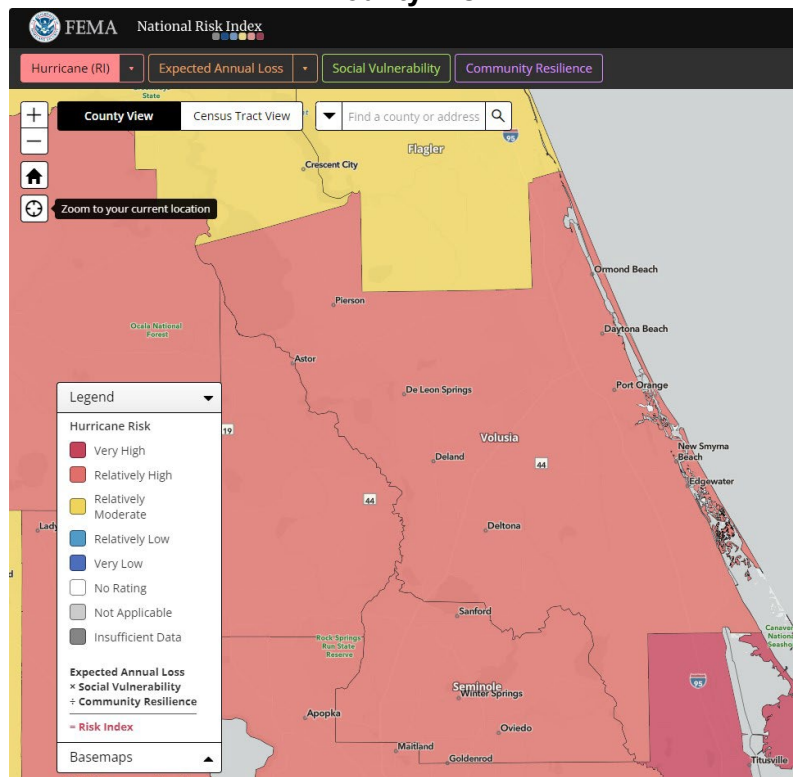 FEMA National Risk Index
Hurricane (RI) Expected Annual Loss Social Vulnerability Community Resilience
State
County View Census Tract View Find a county or address
Flagler
95
Crescent City
Zoom to your current location
Ormond Beach
Pierson
Ocala National
Forest
Daytona Beach
Astor
Port Orange
De Leon Springs
Legend
19
Volusia
Hurricane Risk
New Smyrna
Beach
Very High
Deland
44
Relatively High
Edgewater
44
Relatively
Moderate
Lady
Deltona
Relatively Low
Very Low
d
No Rating
Not Applicable
Sanford
Insufficient Data
Canaver
National
Seasho
Rock Springs
Run State
Reserve
Expected Annual Loss
× Social Vulnerability
÷ Community Resilience
95
Seminole
Winter Springs
= Risk Index
Apopka
Oviedo
Maitland
Basemaps
Goldenrod
Titusville